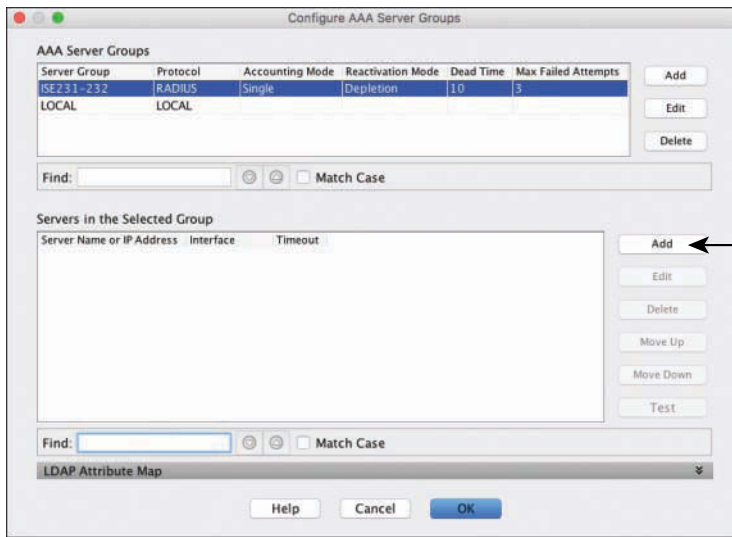 Configure AAA Server Groups
AAA Server Groups
Server Group Protocol Accounting Mode Reactivation Mode Dead Time Max Failed Attempts
ISE231-232 RADIUS Single Depletion 10 3
LOCAL LOCAL
Add
Edit
Delete
Find: Match Case
Servers in the Selected Group
Server Name or IP Address Interface Timeout
Add
Edit
Delete
Move Up
Move Down
Test
Find: Match Case
LDAP Attribute Map
Help Cancel OK